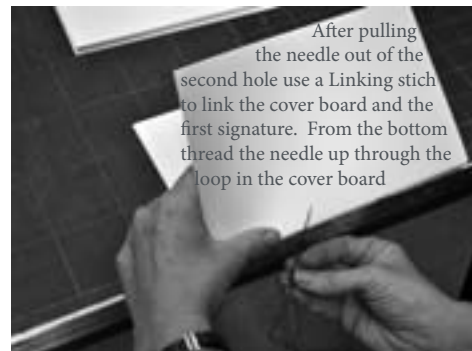 After pulling
the needle out of the
second hole use a Linking stich
to link the cover board and the
first signature. From the bottom
thread the needle up through the
loop in the cover board